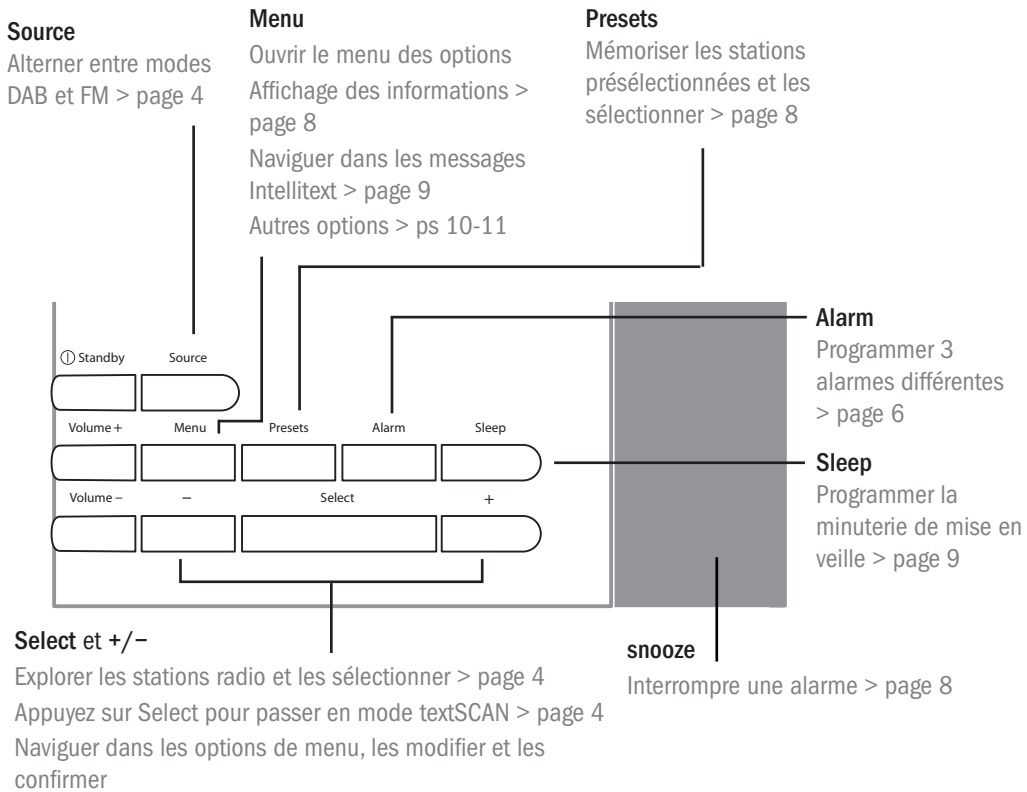 Source
Alterner entre modes
DAB et FM > page 4
Menu
Ouvrir le menu des options
Affichage des informations >
page 8
Naviguer dans les messages
Intellitext > page 9
Autres options > ps 10-11
Presets
Mémoriser les stations
présélectionnées et les
sélectionner > page 8
Standby
Source
Volume +
Menu
Presets
Alarm
Sleep
Volume –
–
Select
+
Alarm
Programmer 3
alarmes différentes
> page 6
Sleep
Programmer la
minuterie de mise en
veille > page 9
Select et +/–
Explorer les stations radio et les sélectionner > page 4
Appuyez sur Select pour passer en mode textSCAN > page 4
Naviguer dans les options de menu, les modifier et les
confirmer
snooze
Interrompre une alarme > page 8